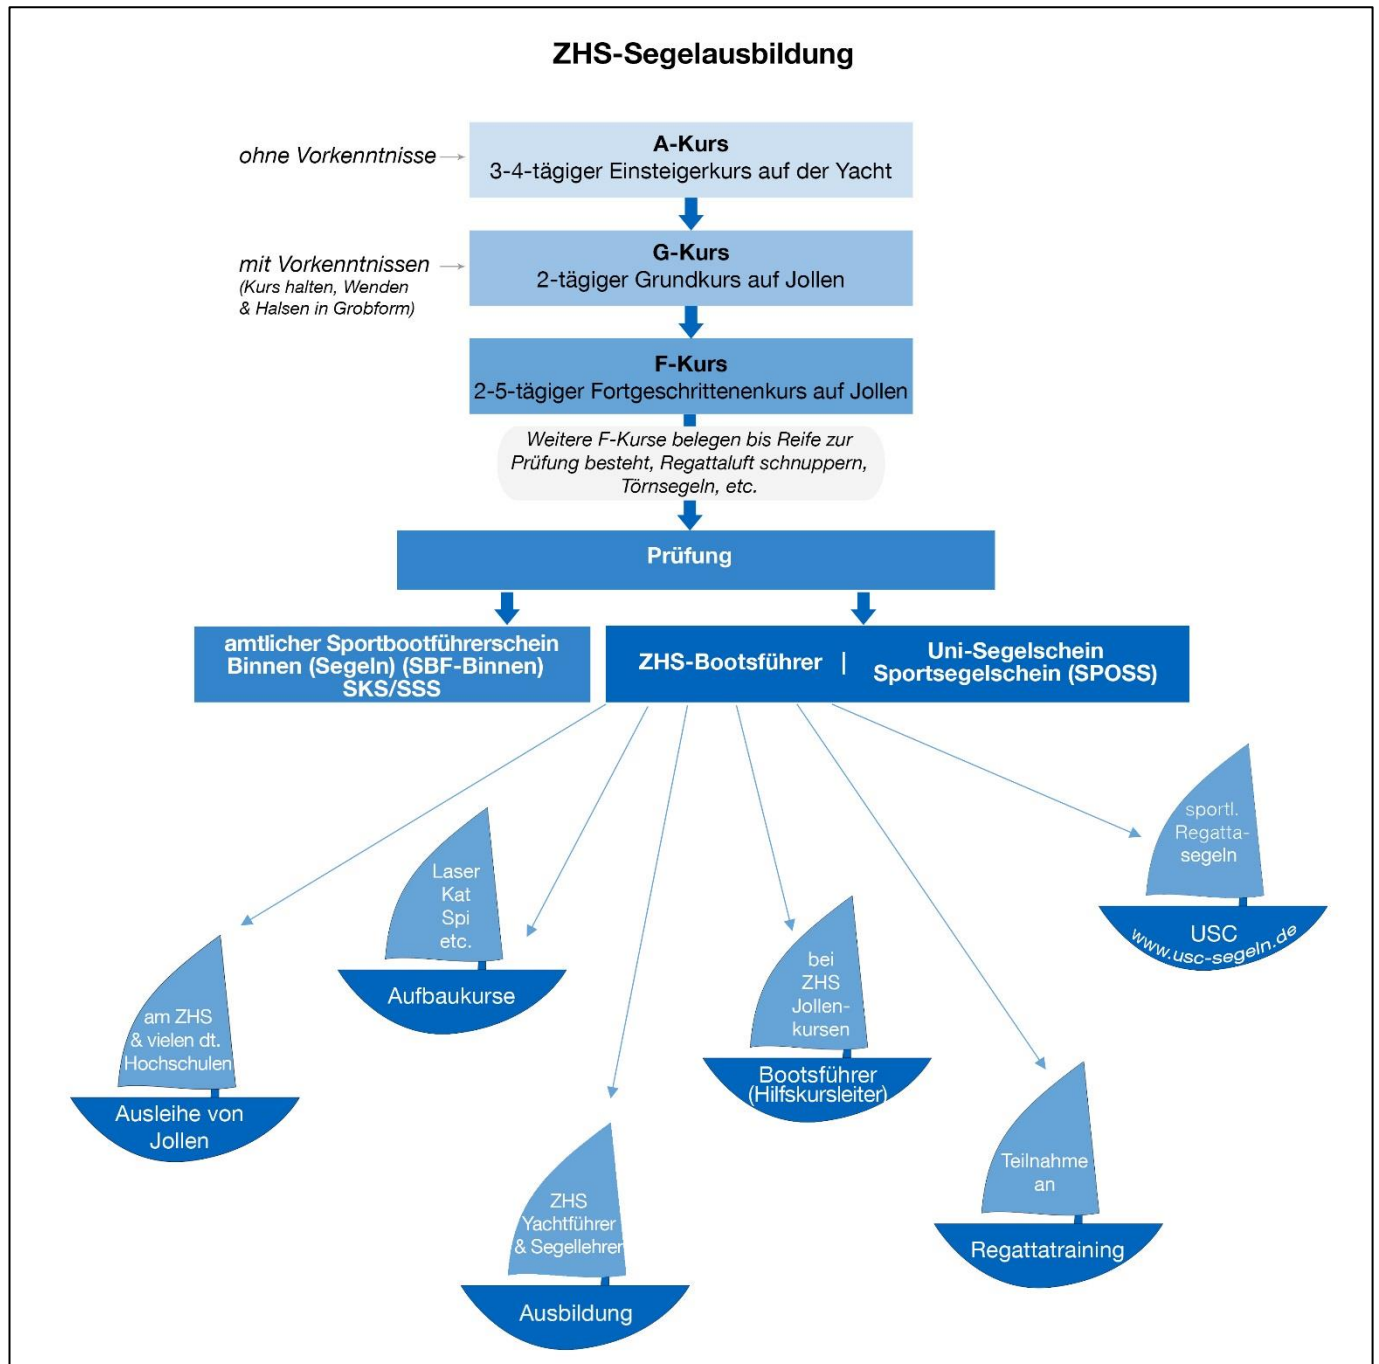 ZHS-Segelausbildung
ohne Vorkenntnisse
A-Kurs
3-4-tägiger Einsteigerkurs auf der Yacht
mit Vorkenntnissen
(Kurs halten, Wenden
& Halsen in Grobform)
G-Kurs
2-tägiger Grundkurs auf Jollen
F-Kurs
2-5-tägiger Fortgeschrittenenkurs auf Jollen
Weitere F-Kurse belegen bis Reife zur
Prüfung besteht, Regattaluft schnuppern,
Törnsegeln, etc.
Prüfung
amtlicher Sportbootführerschein
Binnen (Segeln) (SBF-Binnen)
SKS/SSS
ZHS-Bootsführer |
Uni-Segelschein
Sportsegelschein (SPOSS)
am ZHS
& vielen dt.
Hochschulen
Ausleihe von
Jollen
Laser
Kat
Spi
etc.
Aufbaukurse
ZHS
Yachtführer
& Segellehrer
Ausbildung
bei
ZHS
Jollen-
kursen
Bootsführer
(Hilfskursleiter)
Teilnahme
an
Regattatraining
sportl.
Regatta-
segeln
USC
www.usc-segeln.de